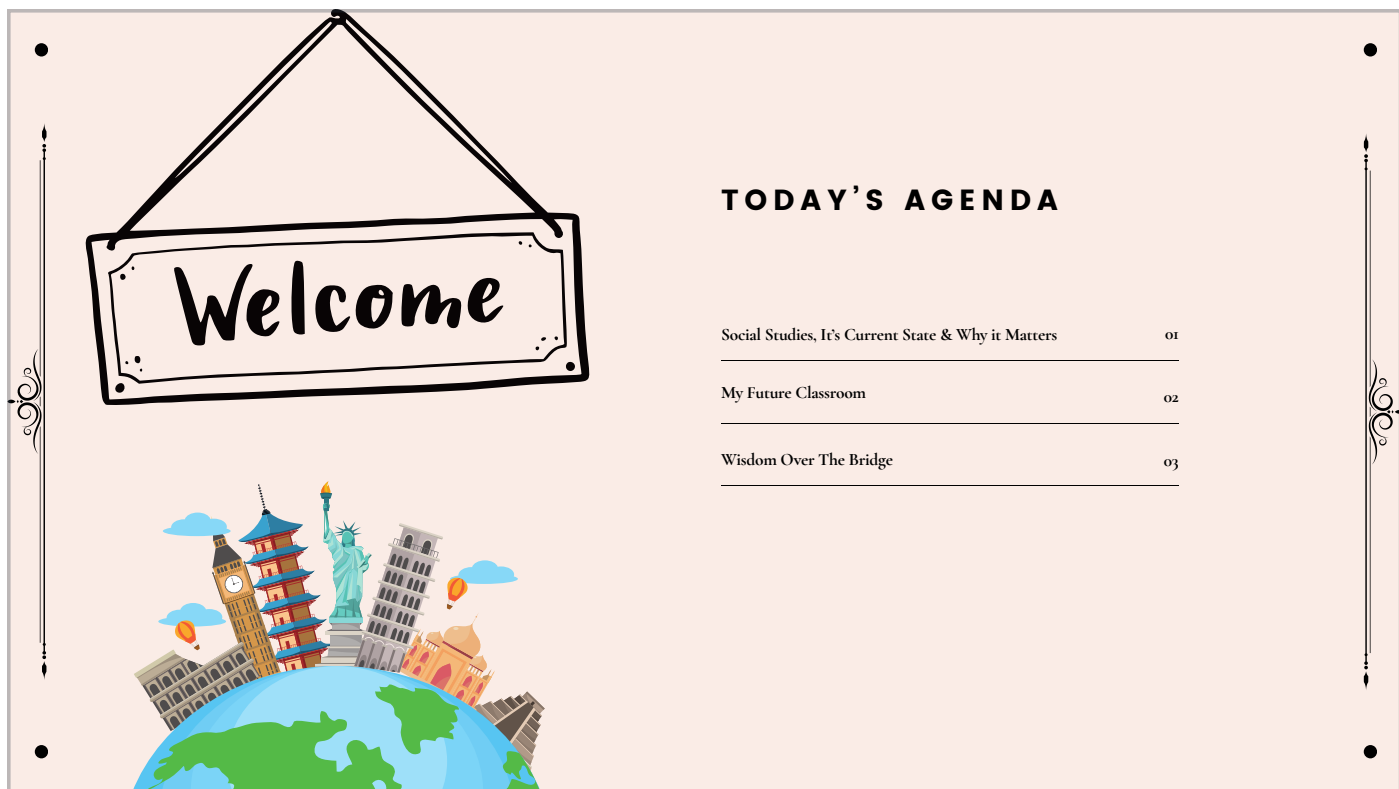 Welcome
TODAY’S AGENDA
Social Studies, It’s Current State & Why it Matters 01
My Future Classroom 02
Wisdom Over The Bridge 03